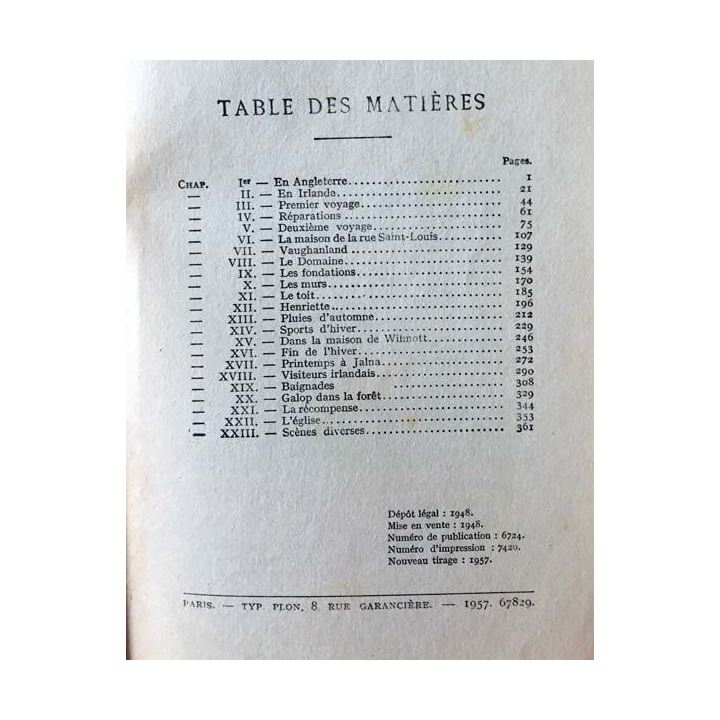 TABLE DES MATIÈRES
Pages.
CHAP. Ier — En Angleterre........................ 1
— II. — En Irlande........................ 21
— III. — Premier voyage........................ 44
— IV. — Réparations........................ 61
— V. — Deuxième voyage........................ 75
— VI. — La maison de la rue Saint-Louis........................ 107
— VII. — Vaughanland........................ 129
— VIII. — Le Domaine........................ 139
— IX. — Les fondations........................ 154
— X. — Les murs........................ 170
— XI. — Le toit........................ 185
— XII. — Henriette........................ 196
— XIII. — Pluies d'automne........................ 212
— XIV. — Sports d'hiver........................ 229
— XV. — Dans la maison de Wilmott........................ 246
— XVI. — Fin de l'hiver........................ 253
— XVII. — Printemps à Jalna........................ 272
— XVIII. — Visiteurs irlandais........................ 290
— XIX. — Baignades ........................ 308
— XX. — Galop dans la forêt........................ 329
— XXI. — La récompense........................ 344
— XXII. — L'église........................ 353
— XXIII. — Scènes diverses........................ 361
Dépôt légal : 1948.
Mise en vente : 1948.
Numéro de publication : 6724.
Numéro d'impression : 7420.
Nouveau tirage : 1957.
PARIS. — TYP. PLON, 8, RUE GARANCIÈRE. — 1957. 67829.